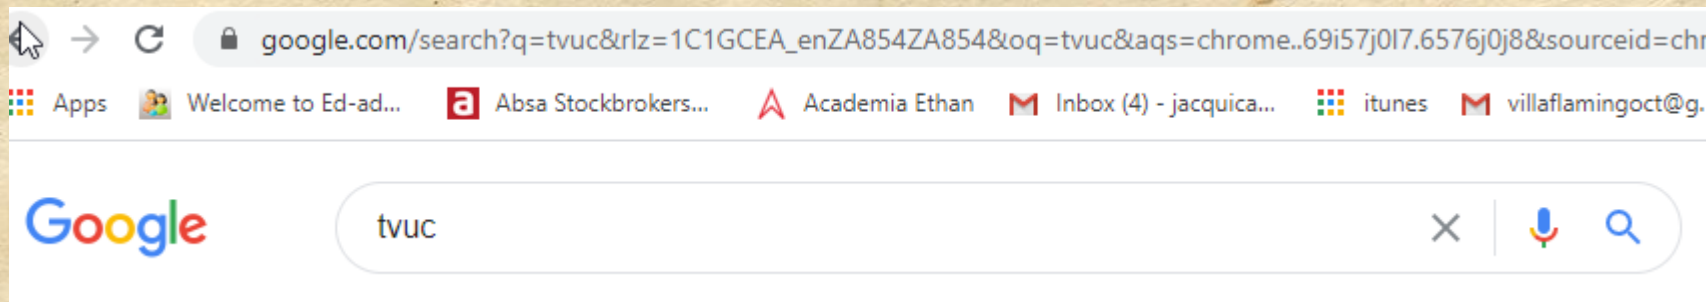 google.com/search?q=tvuc&rlz=1C1GCEA_enZA854ZA854&oq=tvuc&aqs=chrome..69i57j0l7.6576j0j8&sourceid=chr
Apps Welcome to Ed-ad... a Absa Stockbrokers... Academia Ethan Inbox (4) - jacquica... itunes villaflamingoct@g.
Google tvuc